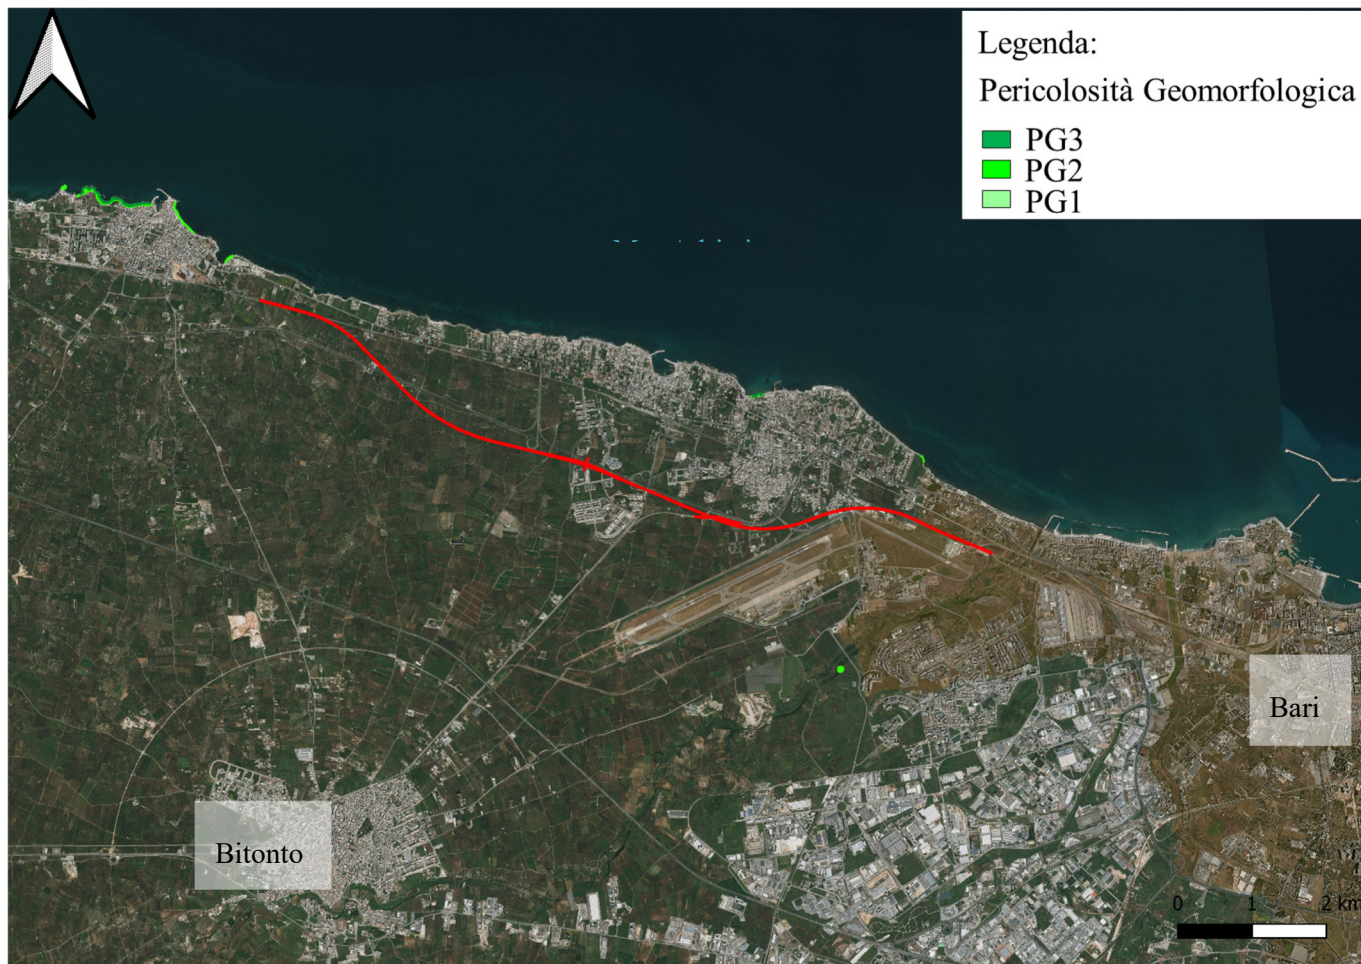 Legenda:
Pericolosità Geomorfologica
PG3
PG2
PG1
Bari
Bitonto
0 1 2 km